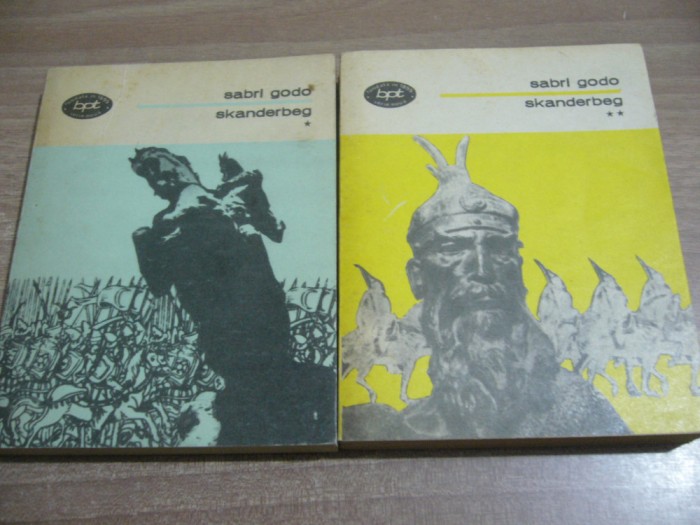 bpt
sabri godo
skanderbeg
*
bpt
sabri godo
skanderbeg
**